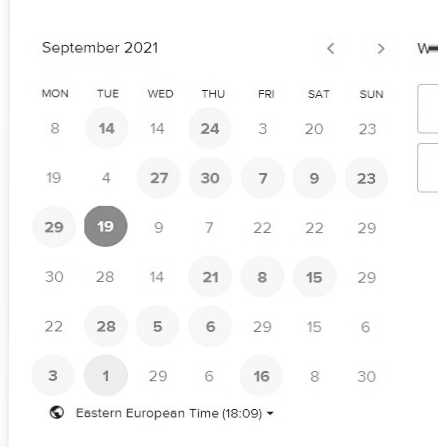 September 2021
MON TUE WED THU FRI SAT SUN
8 14 14 24 3 20 23
19 4 27 30 7 9 23
29 19 9 7 22 22 29
30 28 14 21 8 15 29
22 28 5 6 29 15 6
3 1 29 6 16 8 30
Eastern European Time (18:09)